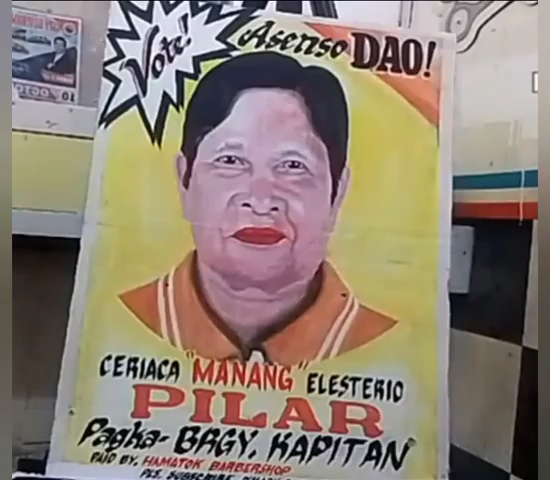 Vote!
Asenso DAO!
CERIACA "MANANG" ELESTERIO
PILAR
Pagka- BRGY. KAPITAN
PAID BY. HAMATOK BARBERSHOP